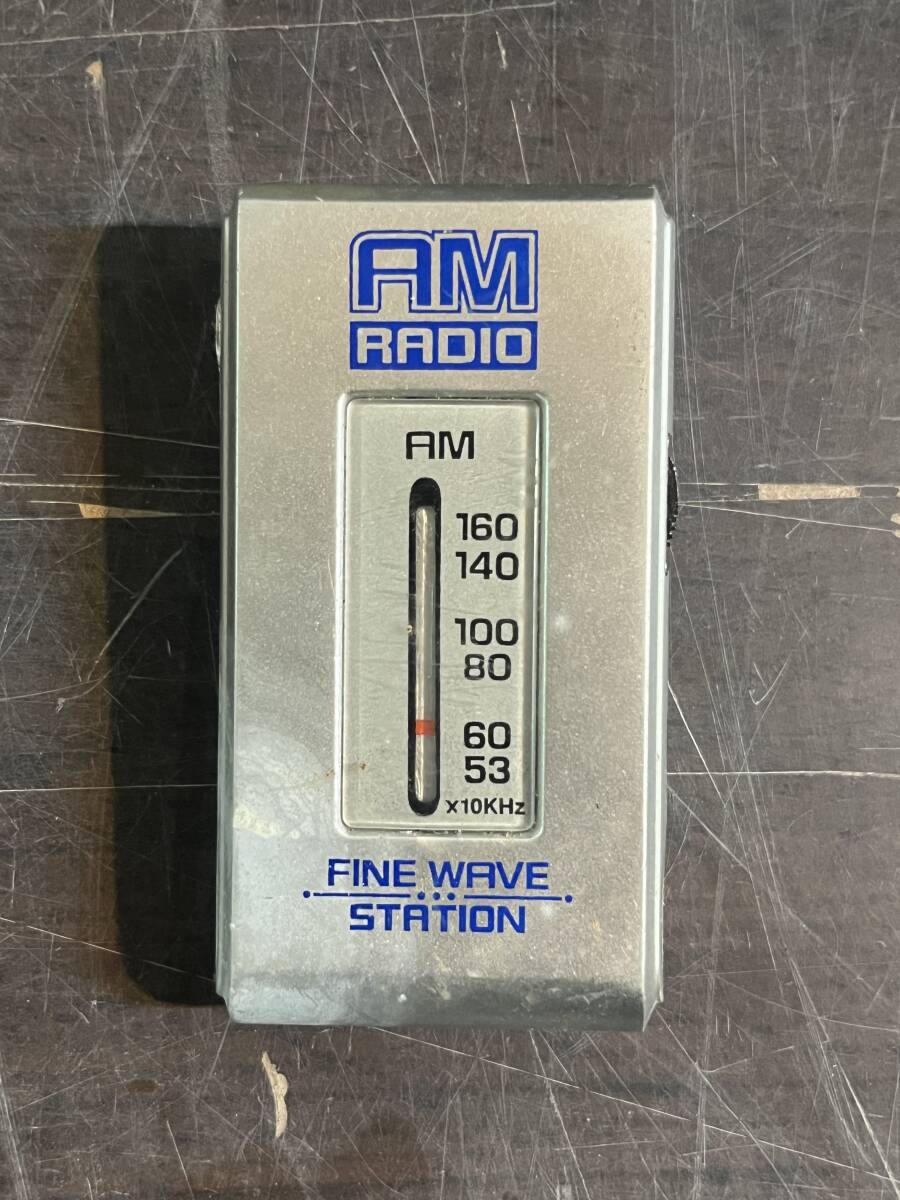 AM
RADIO
AM
160
140
100
80
60
53
x10KHz
FINE WAVE
STATION